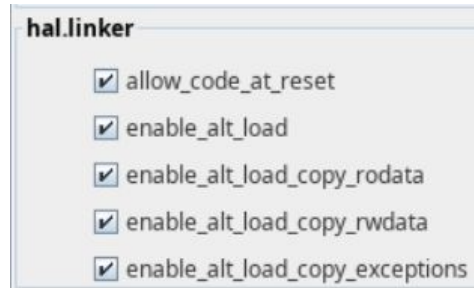 hal.linker
allow_code_at_reset
enable_alt_load
enable_alt_load_copy_rodata
enable_alt_load_copy_rwdata
enable_alt_load_copy_exceptions